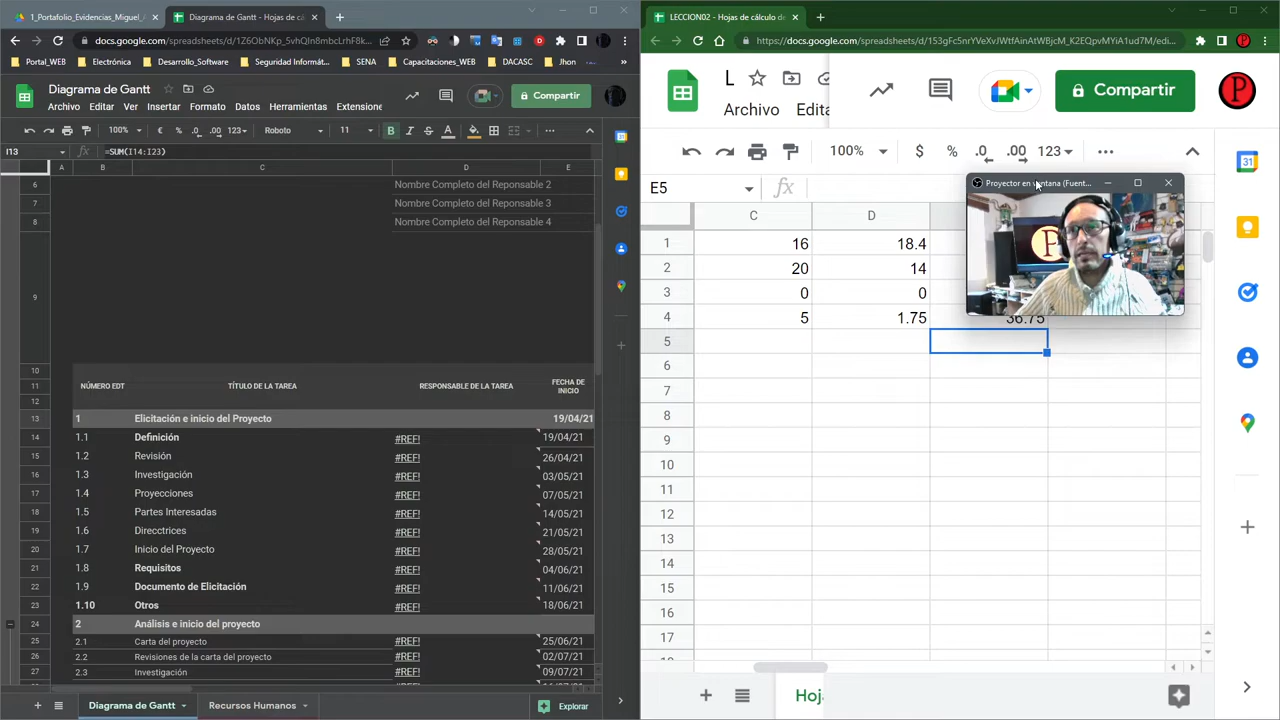 1_Portafolio_Evidencias_Miguel_A
Diagrama de Gantt - Hojas de cá
docs.google.com/spreadsheets/d/1Z6ObNKp_5vhQIn8mbcLrhF8k
Portal_WEB
Electrónica
Desarrollo_Software
Seguridad Informát...
SENA
Capacitaciones_WEB
DACASC
Jhon
Diagrama de Gantt
Archivo Editar Ver Insertar Formato Datos Herramientas Extensione
Compartir
100% € % .0 .00 123 Roboto 11 B I S A
I13 fx =SUM(I14:I23)
A B C D E
6 Nombre Completo del Reponsable 2
7 Nombre Completo del Responsable 3
8 Nombre Completo del Responsable 4
9
10
11 NÚMERO EDT TÍTULO DE LA TAREA RESPONSABLE DE LA TAREA FECHA DE INICIO
12
13 1 Elicitación e inicio del Proyecto 19/04/21
14 1.1 Definición #REF! 19/04/21
15 1.2 Revisión #REF! 26/04/21
16 1.3 Investigación #REF! 03/05/21
17 1.4 Proyecciones #REF! 07/05/21
18 1.5 Partes Interesadas #REF! 14/05/21
19 1.6 Direcctrices #REF! 21/05/21
20 1.7 Inicio del Proyecto #REF! 28/05/21
21 1.8 Requisitos #REF! 04/06/21
22 1.9 Documento de Elicitación #REF! 11/06/21
23 1.10 Otros #REF! 18/06/21
24 2 Análisis e inicio del proyecto
25 2.1 Carta del proyecto #REF! 25/06/21
26 2.2 Revisiones de la carta del proyecto #REF! 02/07/21
27 2.3 Investigación #REF! 09/07/21
Diagrama de Gantt
Recursos Humanos
Explorar
LECCION02 - Hojas de cálculo de
https://docs.google.com/spreadsheets/d/153gFc5nrYVeXvJWtfAinAtWBjcM_K2EQpvMYiA1ud7M/edi...
L
Archivo Edita
Compartir
P
100% $ % .0 .00 123
E5 fx
Proyector en ventana (Fuent...
P
C D
1 16 18.4
2 20 14
3 0 0
4 5 1.75 36.75
5
6
7
8
9
10
11
12
13
14
15
16
17
Hoj
31